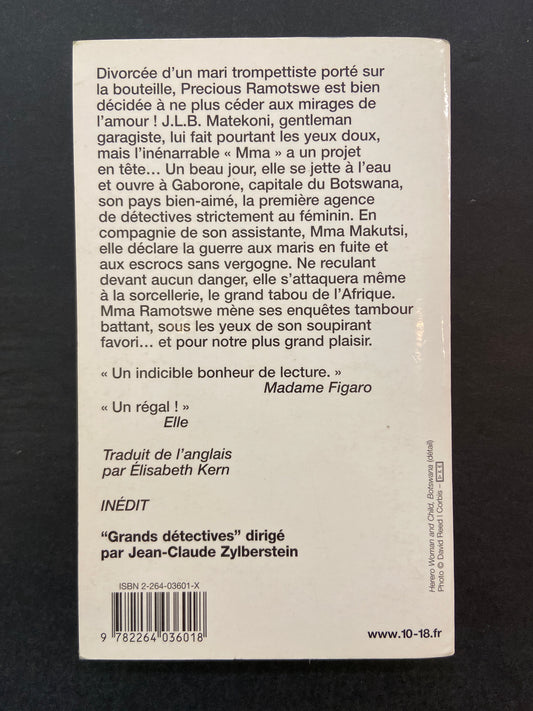 Divorcée d'un mari trompettiste porté sur
la bouteille, Precious Ramotswe est bien
décidée à ne plus céder aux mirages de
l'amour ! J.L.B. Matekoni, gentleman
garagiste, lui fait pourtant les yeux doux,
mais l'inénarrable « Mma » a un projet
en tête... Un beau jour, elle se jette à l'eau
et ouvre à Gaborone, capitale du Botswana,
son pays bien-aimé, la première agence
de détectives strictement au féminin. En
compagnie de son assistante, Mma Makutsi,
elle déclare la guerre aux maris en fuite et
aux escrocs sans vergogne. Ne reculant
devant aucun danger, elle s'attaquera même
à la sorcellerie, le grand tabou de l'Afrique.
Mma Ramotswe mène ses enquêtes tambour
battant, sous les yeux de son soupirant
favori... et pour notre plus grand plaisir.
« Un indicible bonheur de lecture. »
Madame Figaro
« Un régal ! »
Elle
Traduit de l'anglais
par Élisabeth Kern
INÉDIT
"Grands détectives" dirigé
par Jean-Claude Zylberstein
ISBN 2-264-03601-X
9 782264 036018
www.10-18.fr
Herero Woman and Child, Botswana (détail)
Photo © David Reed | Corbis –